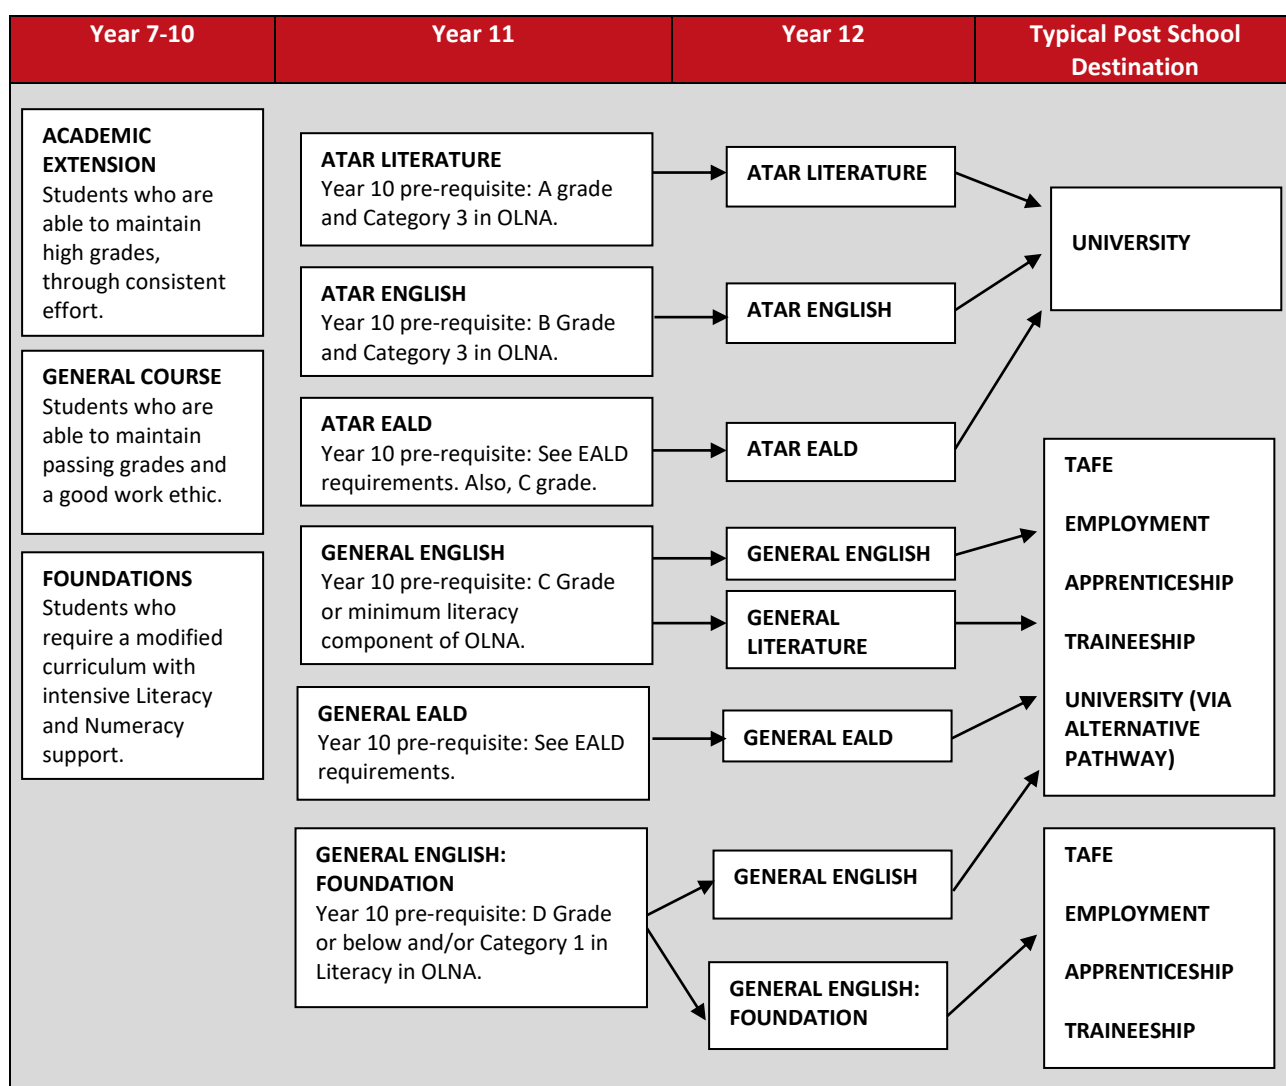 Year 7-10
Year 11
Year 12
Typical Post School
Destination
ACADEMIC
EXTENSION
Students who are
able to maintain
high grades,
through consistent
effort.
GENERAL COURSE
Students who are
able to maintain
passing grades and
a good work ethic.
FOUNDATIONS
Students who
require a modified
curriculum with
intensive Literacy
and Numeracy
support.
ATAR LITERATURE
Year 10 pre-requisite: A grade
and Category 3 in OLNA.
ATAR ENGLISH
Year 10 pre-requisite: B Grade
and Category 3 in OLNA.
ATAR EALD
Year 10 pre-requisite: See EALD
requirements. Also, C grade.
GENERAL ENGLISH
Year 10 pre-requisite: C Grade
or minimum literacy
component of OLNA.
GENERAL EALD
Year 10 pre-requisite: See EALD
requirements.
GENERAL ENGLISH:
FOUNDATION
Year 10 pre-requisite: D Grade
or below and/or Category 1 in
Literacy in OLNA.
ATAR LITERATURE
ATAR ENGLISH
ATAR EALD
GENERAL ENGLISH
GENERAL
LITERATURE
GENERAL EALD
GENERAL ENGLISH
GENERAL ENGLISH:
FOUNDATION
UNIVERSITY
TAFE
EMPLOYMENT
APPRENTICESHIP
TRAINEESHIP
UNIVERSITY (VIA
ALTERNATIVE
PATHWAY)
TAFE
EMPLOYMENT
APPRENTICESHIP
TRAINEESHIP